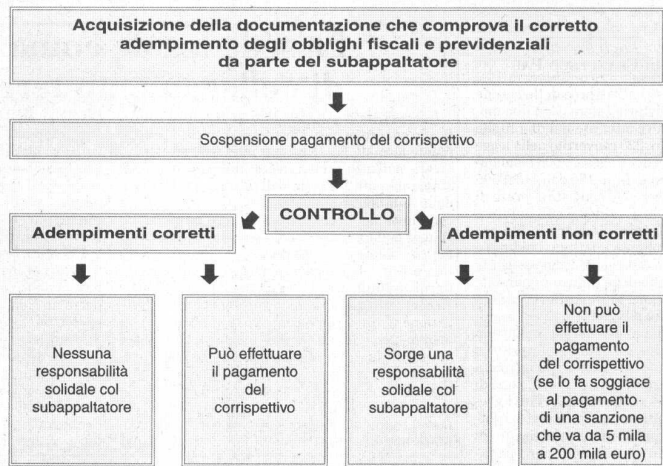 Acquisizione della documentazione che comprova il corretto
adempimento degli obblighi fiscali e previdenziali
da parte del subappaltatore
Sospensione pagamento del corrispettivo
CONTROLLO
Adempimenti corretti
Adempimenti non corretti
Nessuna
responsabilità
solidale col
subappaltatore
Può effettuare
il pagamento
del
corrispettivo
Sorge una
responsabilità
solidale col
subappaltatore
Non può
effettuare il
pagamento
del corrispettivo
(se lo fa soggiace
al pagamento
di una sanzione
che va da 5 mila
a 200 mila euro)